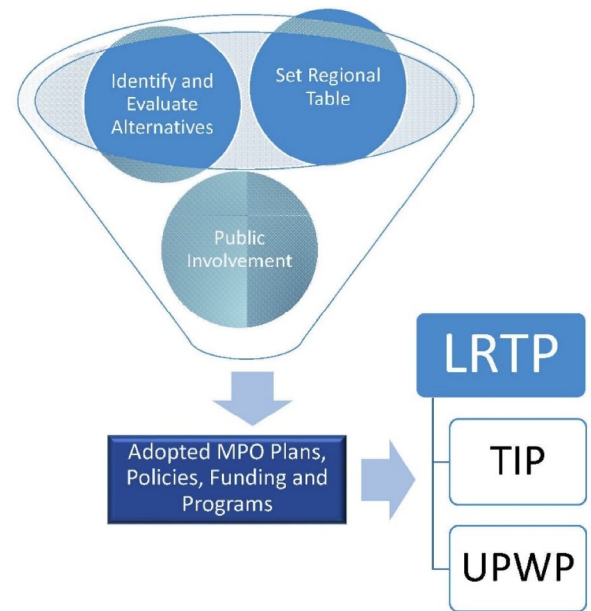 Identify and
Evaluate
Alternatives
Set Regional
Table
Public
Involvement
Adopted MPO Plans,
Policies, Funding and
Programs
LRTP
TIP
UPWP